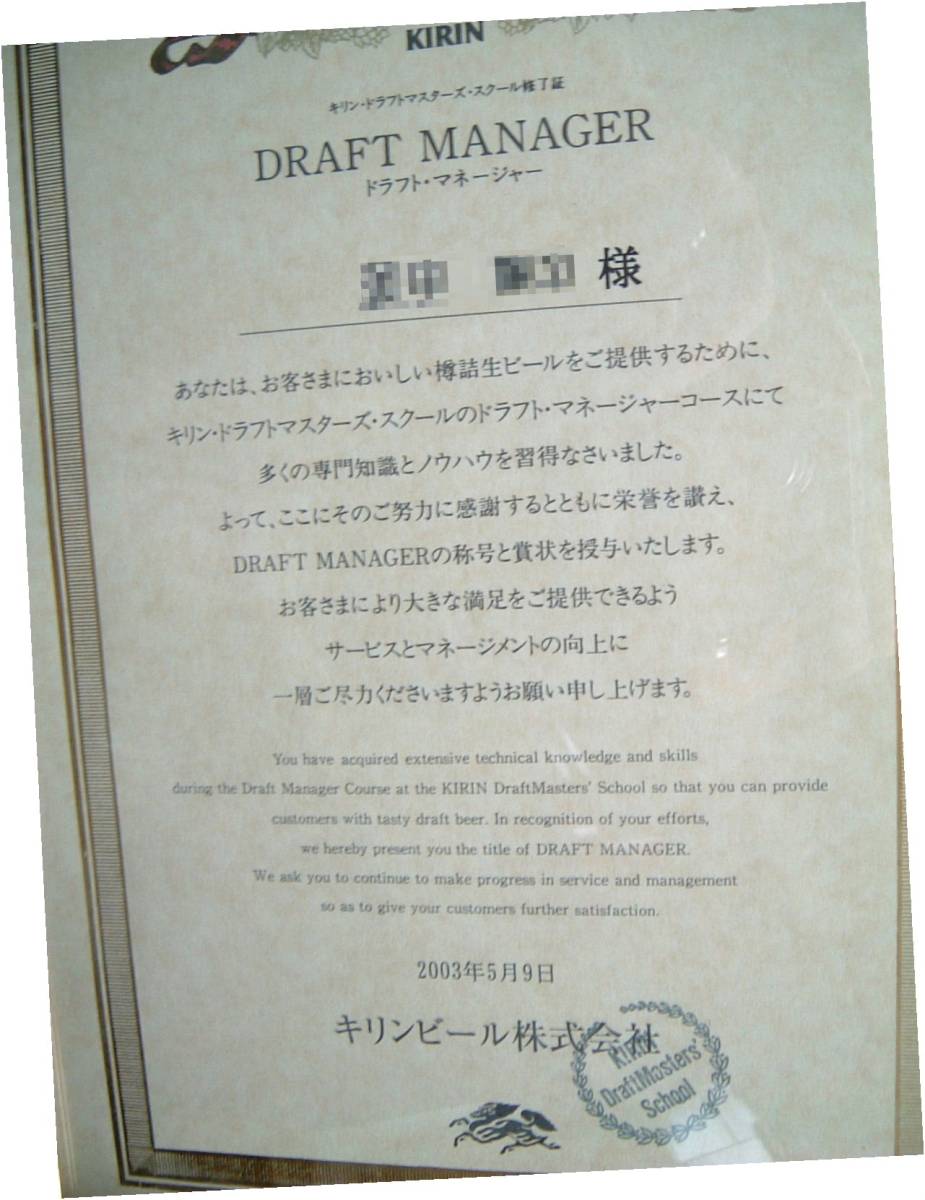 KIRIN
キリン・ドラフトマスターズ・スクール修了証
DRAFT MANAGER
ドラフト・マネージャー
様
あなたは、お客さまにおいしい樽詰生ビールをご提供するために、
キリン・ドラフトマスターズ・スクールのドラフト・マネージャーコースにて
多くの専門知識とノウハウを習得なさいました。
よって、ここにそのご努力に感謝するとともに栄誉を讃え、
DRAFT MANAGERの称号と賞状を授与いたします。
お客さまにより大きな満足をご提供できるよう
サービスとマネージメントの向上に
一層ご尽力くださいますようお願い申し上げます。
You have acquired extensive technical knowledge and skills
during the Draft Manager Course at the KIRIN DraftMasters' School so that you can provide
customers with tasty draft beer. In recognition of your efforts,
we hereby present you the title of DRAFT MANAGER.
We ask you to continue to make progress in service and management
so as to give your customers further satisfaction.
2003年5月9日
キリンビール株式会社
KIRIN
DraftMasters'
School